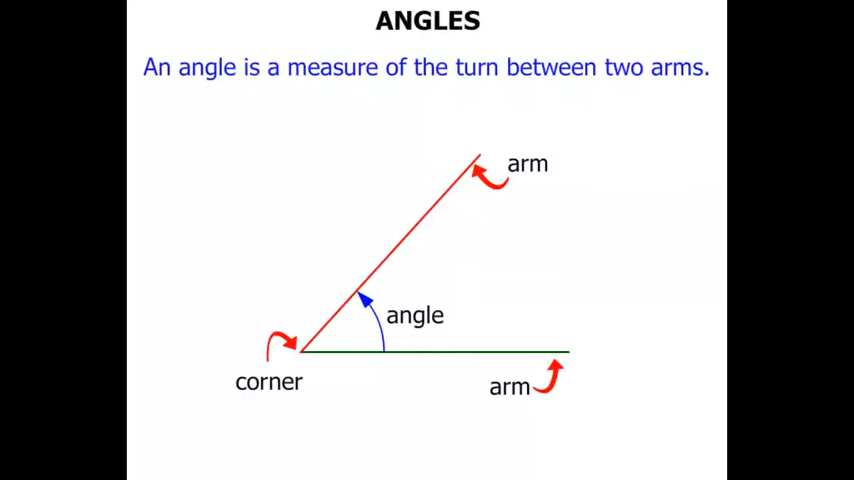 ANGLES
An angle is a measure of the turn between two arms.
arm
angle
corner
arm